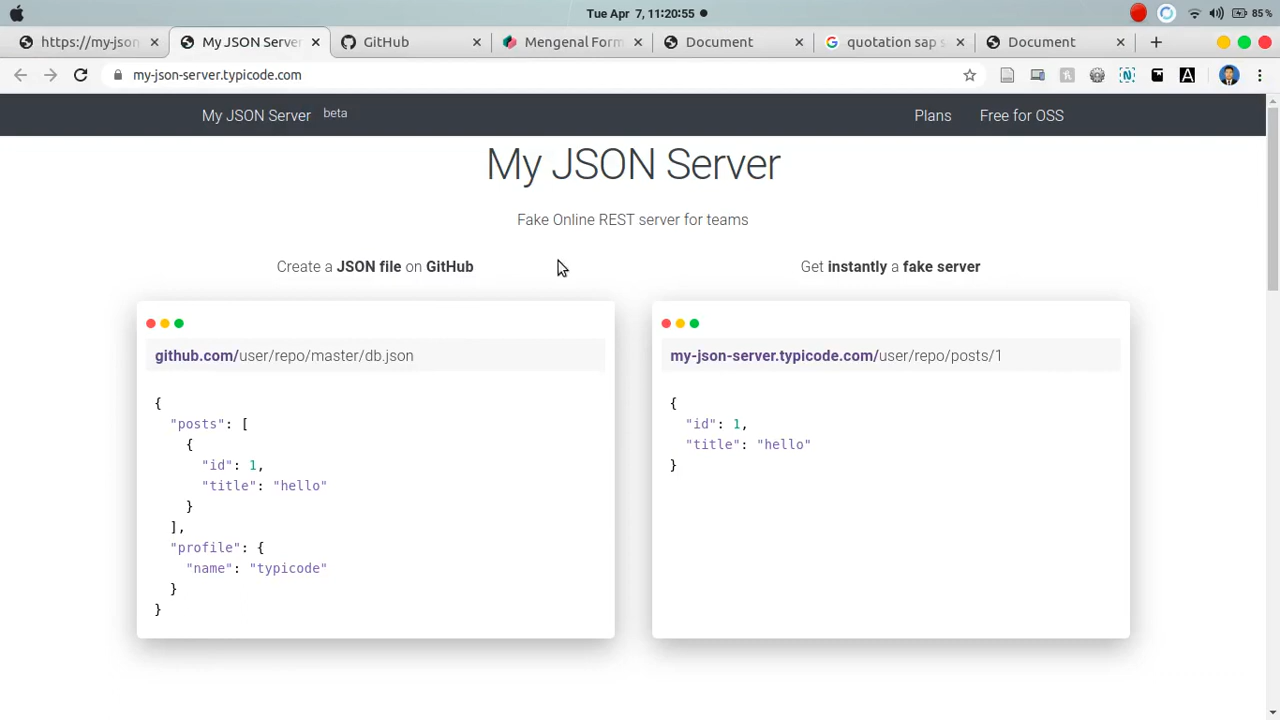 Tue Apr 7, 11:20:55
85 %
https://my-json
My JSON Server
GitHub
Mengenal Form
Document
quotation sap s
Document
my-json-server.typicode.com
My JSON Server beta
Plans
Free for OSS
My JSON Server
Fake Online REST server for teams
Create a JSON file on GitHub
github.com/user/repo/master/db.json
{
"posts": [
{
"id": 1,
"title": "hello"
}
],
"profile": {
"name": "typicode"
}
}
Get instantly a fake server
my-json-server.typicode.com/user/repo/posts/1
{
"id": 1,
"title": "hello"
}